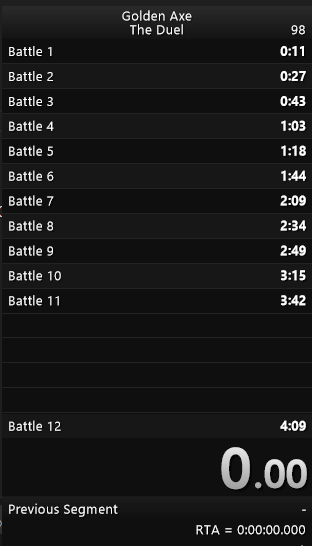 Golden Axe
The Duel 98
Battle 1 0:11
Battle 2 0:27
Battle 3 0:43
Battle 4 1:03
Battle 5 1:18
Battle 6 1:44
Battle 7 2:09
Battle 8 2:34
Battle 9 2:49
Battle 10 3:15
Battle 11 3:42
Battle 12 4:09
0.00
Previous Segment -
RTA = 0:00:00.000